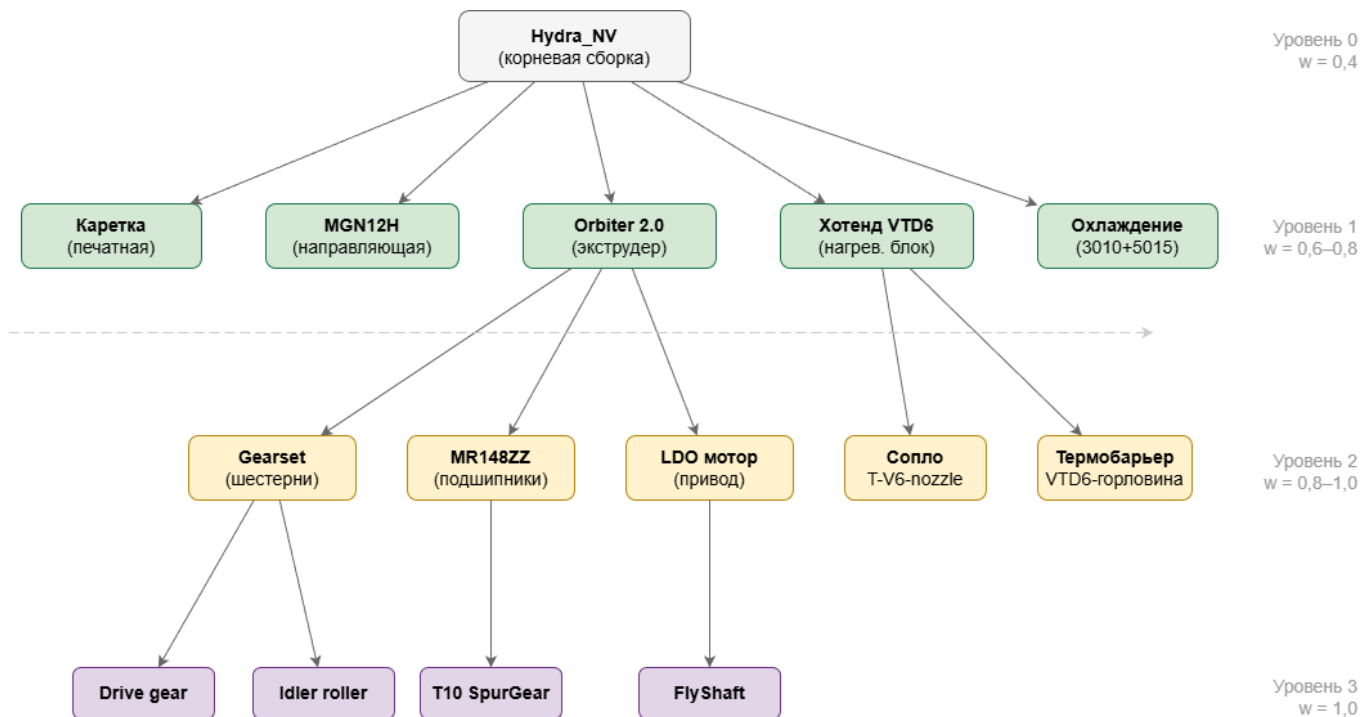 Hydra_NV
(корневая сборка)
Уровень 0
w = 0,4
Каретка
(печатная)
MGN12H
(направляющая)
Orbiter 2.0
(экструдер)
Хотенд VTD6
(нагрев. блок)
Охлаждение
(3010+5015)
Уровень 1
w = 0,6–0,8
Gearset
(шестерни)
MR148ZZ
(подшипники)
LDO мотор
(привод)
Сопло
T-V6-nozzle
Термобарьер
VTD6-горловина
Уровень 2
w = 0,8–1,0
Drive gear
Idler roller
T10 SpurGear
FlyShaft
Уровень 3
w = 1,0